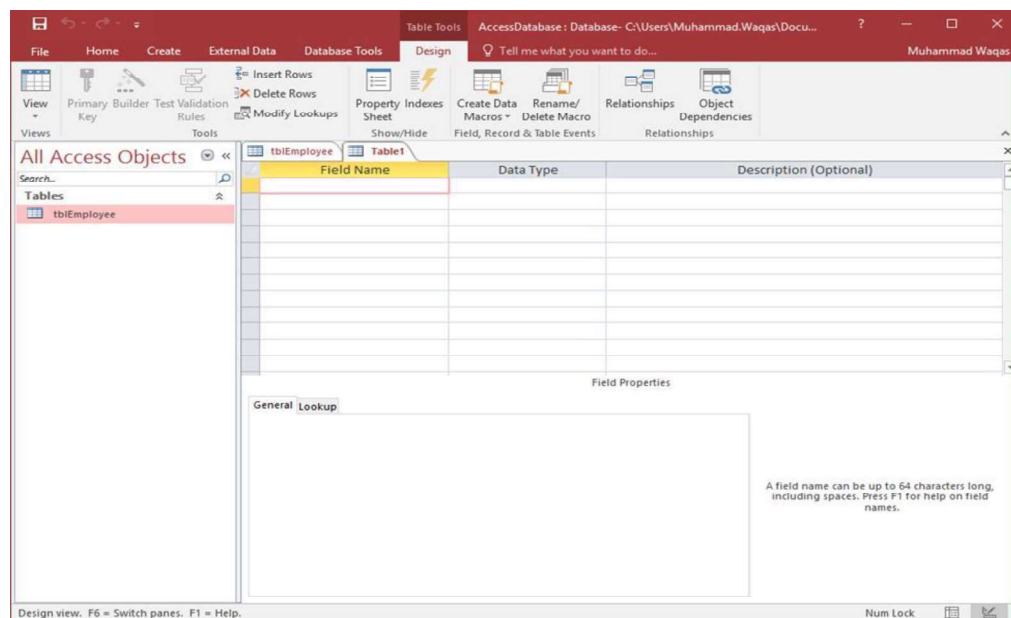 Table Tools AccessDatabase : Database- C:\Users\Muhammad.Waqas\Docu... ?
File Home Create External Data Database Tools Design Tell me what you want to do... Muhammad Waqas
View
Views
Primary Key
Builder
Test Validation Rules
Insert Rows
Delete Rows
Modify Lookups
Tools
Property Sheet
Indexes
Show/Hide
Create Data Macros
Rename/ Delete Macro
Field, Record & Table Events
Relationships
Object Dependencies
Relationships
All Access Objects
Search...
Tables
tblEmployee
tblEmployee Table1
Field Name Data Type Description (Optional)
Field Properties
General Lookup
A field name can be up to 64 characters long,
including spaces. Press F1 for help on field
names.
Design view. F6 = Switch panes. F1 = Help. Num Lock